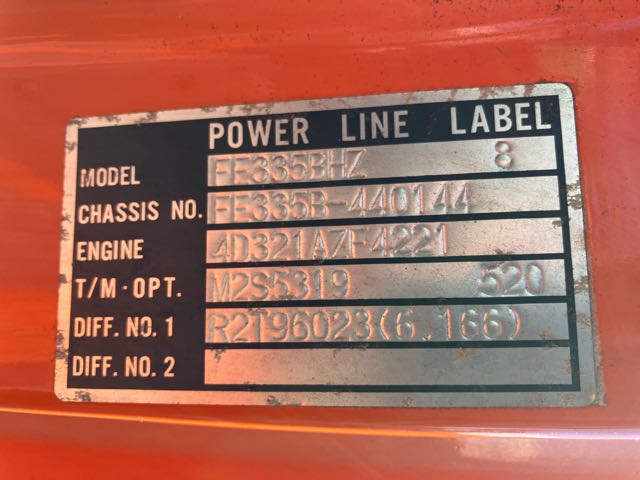 POWER LINE LABEL
MODEL FE335BHZ 8
CHASSIS NO. FE335B-440144
ENGINE 4D321AZF4221
T/M·OPT. M2S5319 520
DIFF. NO. 1 R2T96023(6.166)
DIFF. NO. 2